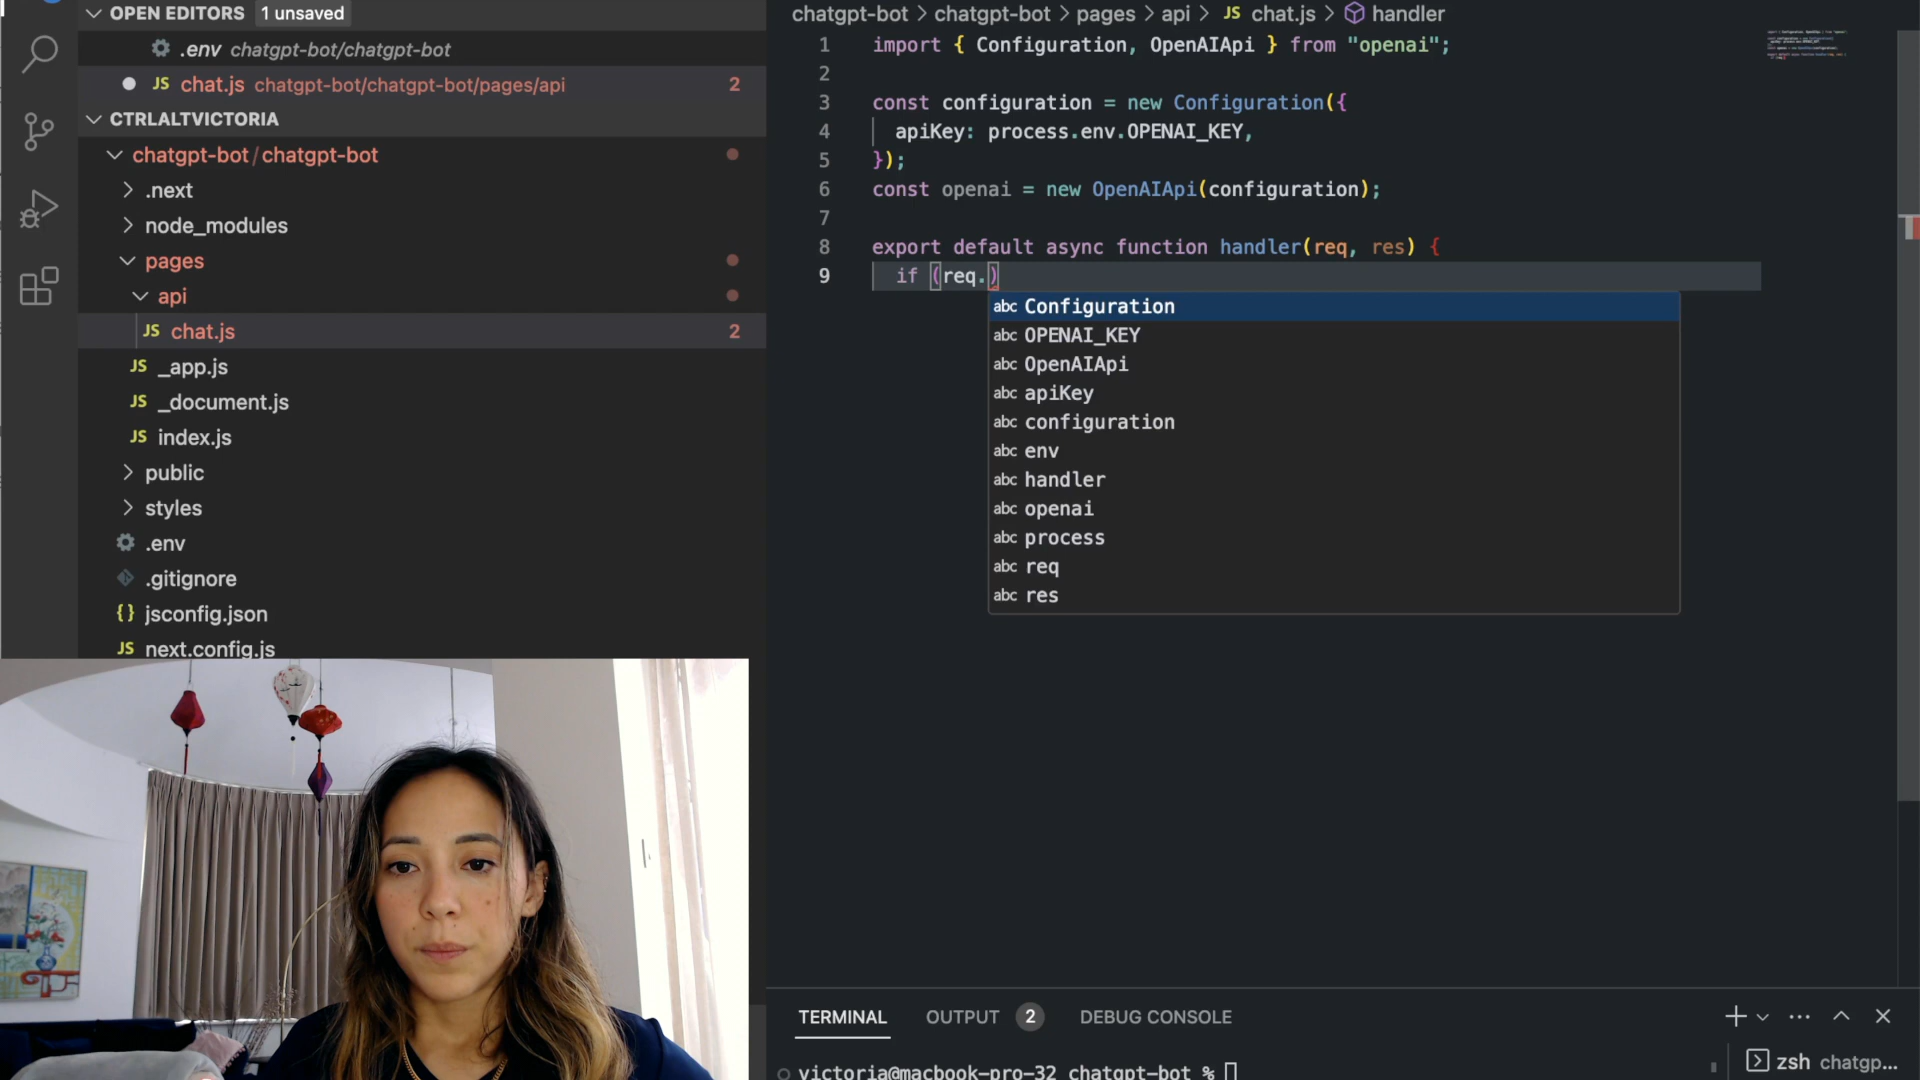 OPEN EDITORS 1 unsaved
.env chatgpt-bot/chatgpt-bot
JS chat.js chatgpt-bot/chatgpt-bot/pages/api 2
CTRLALTVICTORIA
chatgpt-bot/chatgpt-bot
.next
node_modules
pages
api
JS chat.js 2
JS _app.js
JS _document.js
JS index.js
public
styles
.env
.gitignore
{} jsconfig.json
JS next.config.js
chatgpt-bot > chatgpt-bot > pages > api > JS chat.js > handler
1 import { Configuration, OpenAIApi } from "openai";
2
3 const configuration = new Configuration({
4 apiKey: process.env.OPENAI_KEY,
5 });
6 const openai = new OpenAIApi(configuration);
7
8 export default async function handler(req, res) {
9 if (req.)
abc Configuration
abc OPENAI_KEY
abc OpenAIApi
abc apiKey
abc configuration
abc env
abc handler
abc openai
abc process
abc req
abc res
TERMINAL OUTPUT 2 DEBUG CONSOLE
victoria@macbook-pro-32 chatgpt-bot %
zsh chatgp...